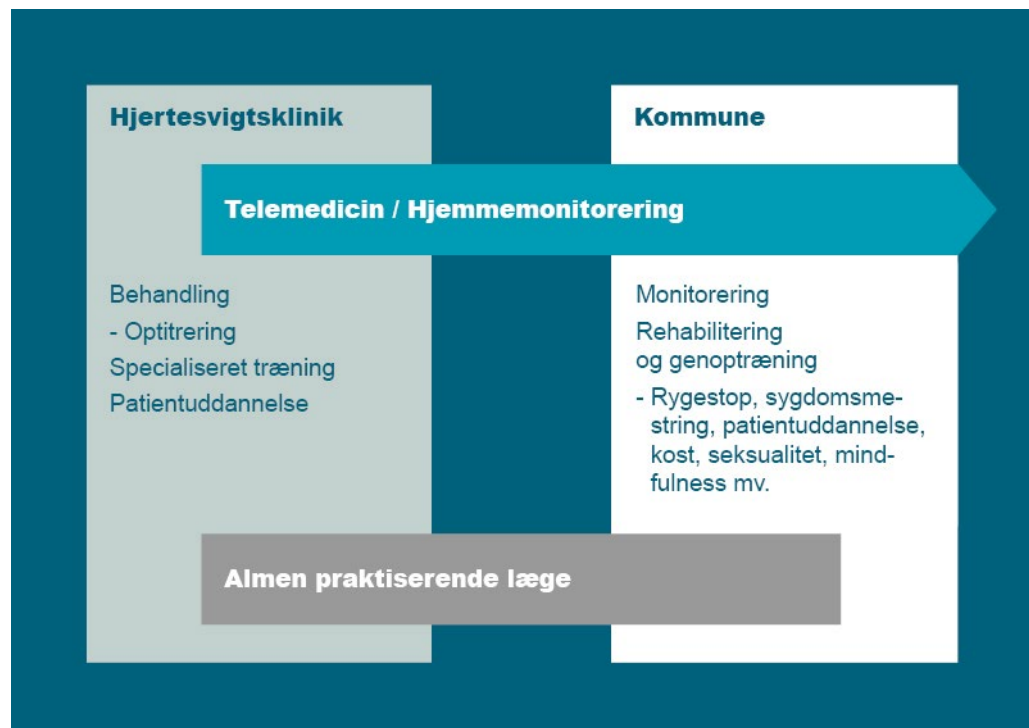 Hjertesvigtsklinik
Kommune
Telemedicin / Hjemmemonitorering
Behandling
- Optitrering
Specialiseret træning
Patientuddannelse
Monitorering
Rehabilitering
og genoptræning
- Rygestop, sygdomsme-
string, patientuddannelse,
kost, seksualitet, mind-
fulness mv.
Almen praktiserende læge